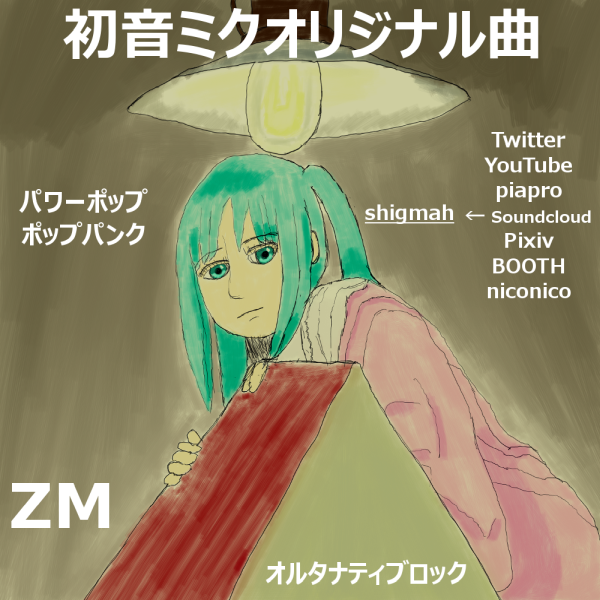 初音ミクオリジナル曲
パワーポップ
ポップパンク
Twitter
YouTube
piapro
shigmah ← Soundcloud
Pixiv
BOOTH
niconico
ZM
オルタナティブロック